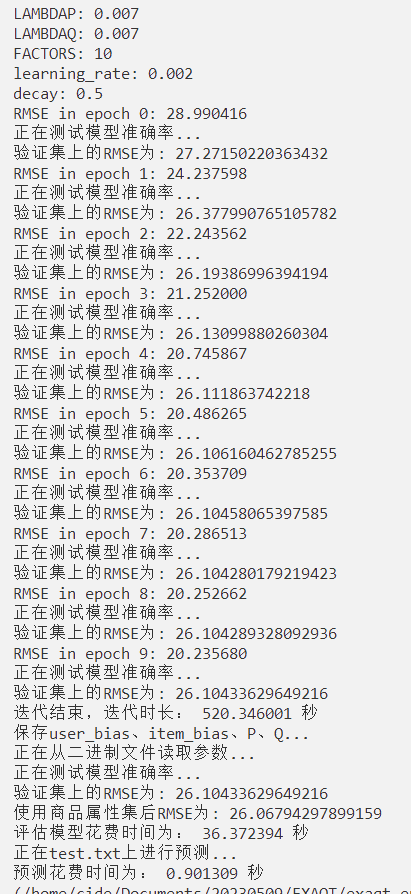 LAMBDAP: 0.007
LAMBDAQ: 0.007
FACTORS: 10
learning_rate: 0.002
decay: 0.5
RMSE in epoch 0: 28.990416
正在测试模型准确率...
验证集上的RMSE为: 27.27150220363432
RMSE in epoch 1: 24.237598
正在测试模型准确率...
验证集上的RMSE为: 26.377990765105782
RMSE in epoch 2: 22.243562
正在测试模型准确率...
验证集上的RMSE为: 26.19386996394194
RMSE in epoch 3: 21.252000
正在测试模型准确率...
验证集上的RMSE为: 26.13099880260304
RMSE in epoch 4: 20.745867
正在测试模型准确率...
验证集上的RMSE为: 26.111863742218
RMSE in epoch 5: 20.486265
正在测试模型准确率...
验证集上的RMSE为: 26.106160462785255
RMSE in epoch 6: 20.353709
正在测试模型准确率...
验证集上的RMSE为: 26.10458065397585
RMSE in epoch 7: 20.286513
正在测试模型准确率...
验证集上的RMSE为: 26.104280179219423
RMSE in epoch 8: 20.252662
正在测试模型准确率...
验证集上的RMSE为: 26.104289328092936
RMSE in epoch 9: 20.235680
正在测试模型准确率...
验证集上的RMSE为: 26.10433629649216
迭代结束，迭代时长： 520.346001 秒
保存user_bias、item_bias、P、Q...
正在从二进制文件读取参数...
正在测试模型准确率...
验证集上的RMSE为: 26.10433629649216
使用商品属性集后RMSE为: 26.06794297899159
评估模型花费时间为： 36.372394 秒
正在test.txt上进行预测...
预测花费时间为： 0.901309 秒